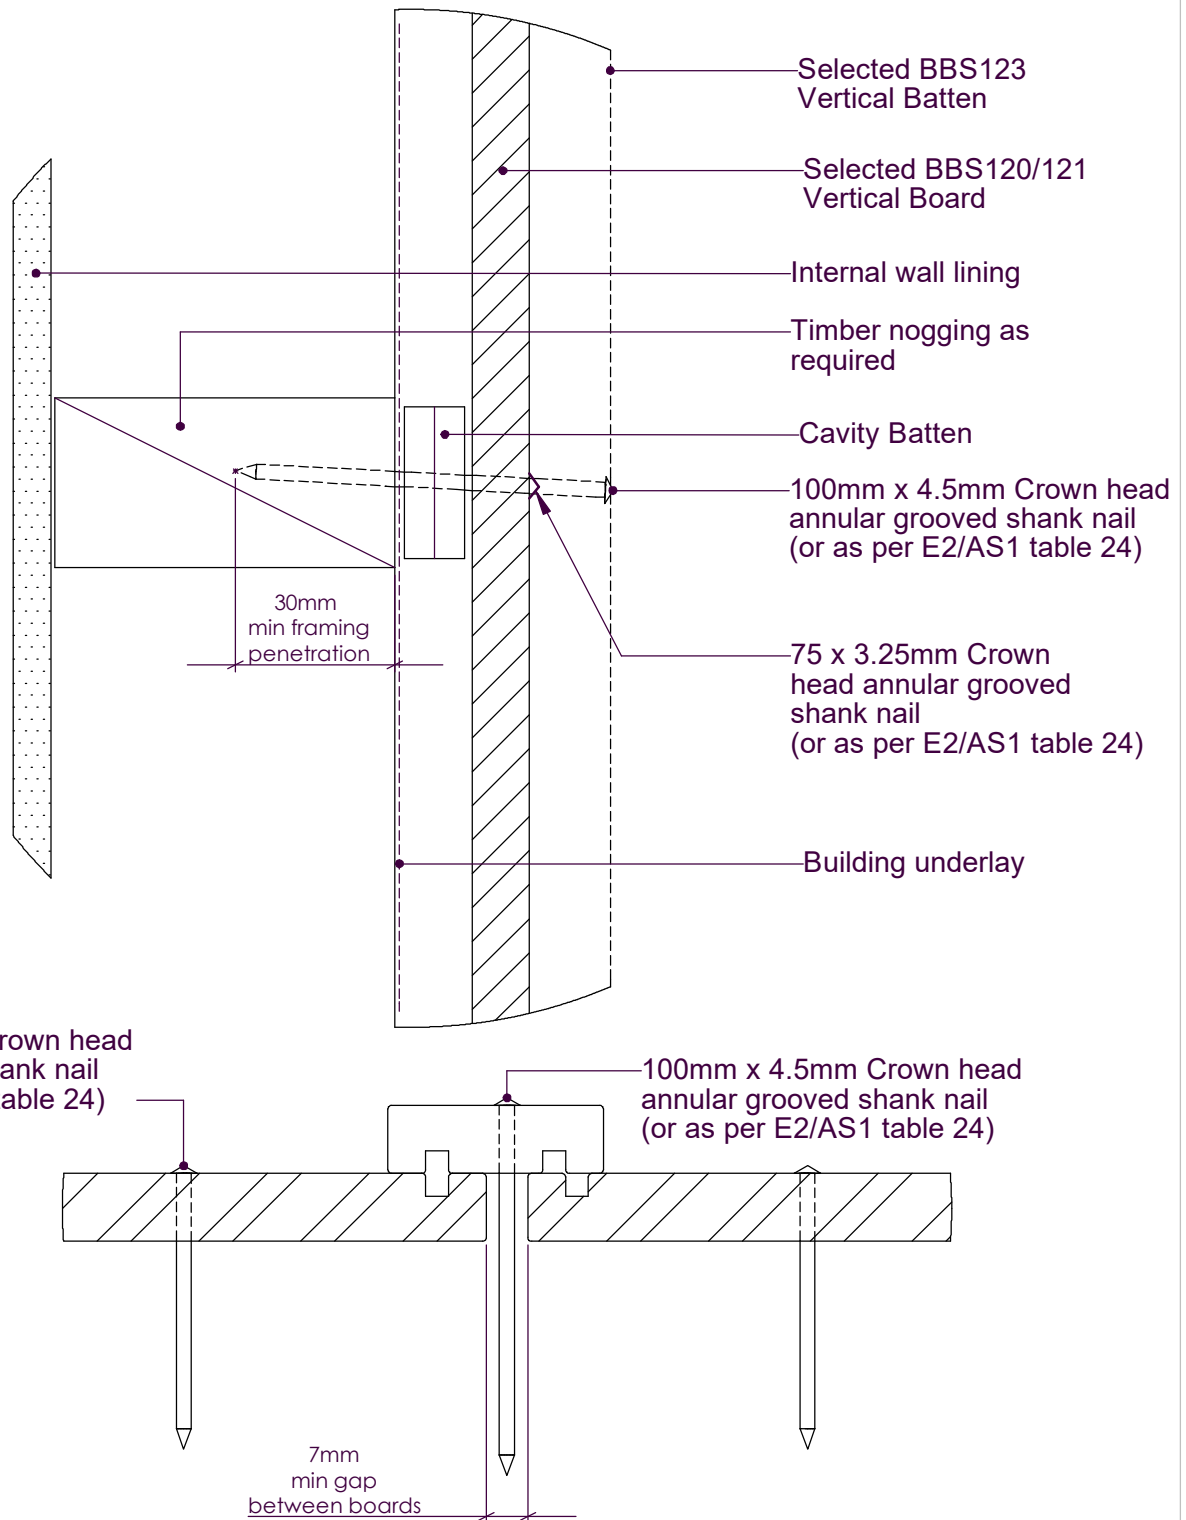 Selected BBS123
Vertical Batten
Selected BBS120/121
Vertical Board
Internal wall lining
Timber nogging as
required
Cavity Batten
100mm x 4.5mm Crown head
annular grooved shank nail
(or as per E2/AS1 table 24)
30mm
min framing
penetration
75 x 3.25mm Crown
head annular grooved
shank nail
(or as per E2/AS1 table 24)
Building underlay
head
nail
24)
100mm x 4.5mm Crown head
annular grooved shank nail
(or as per E2/AS1 table 24)
7mm
min gap
between boards